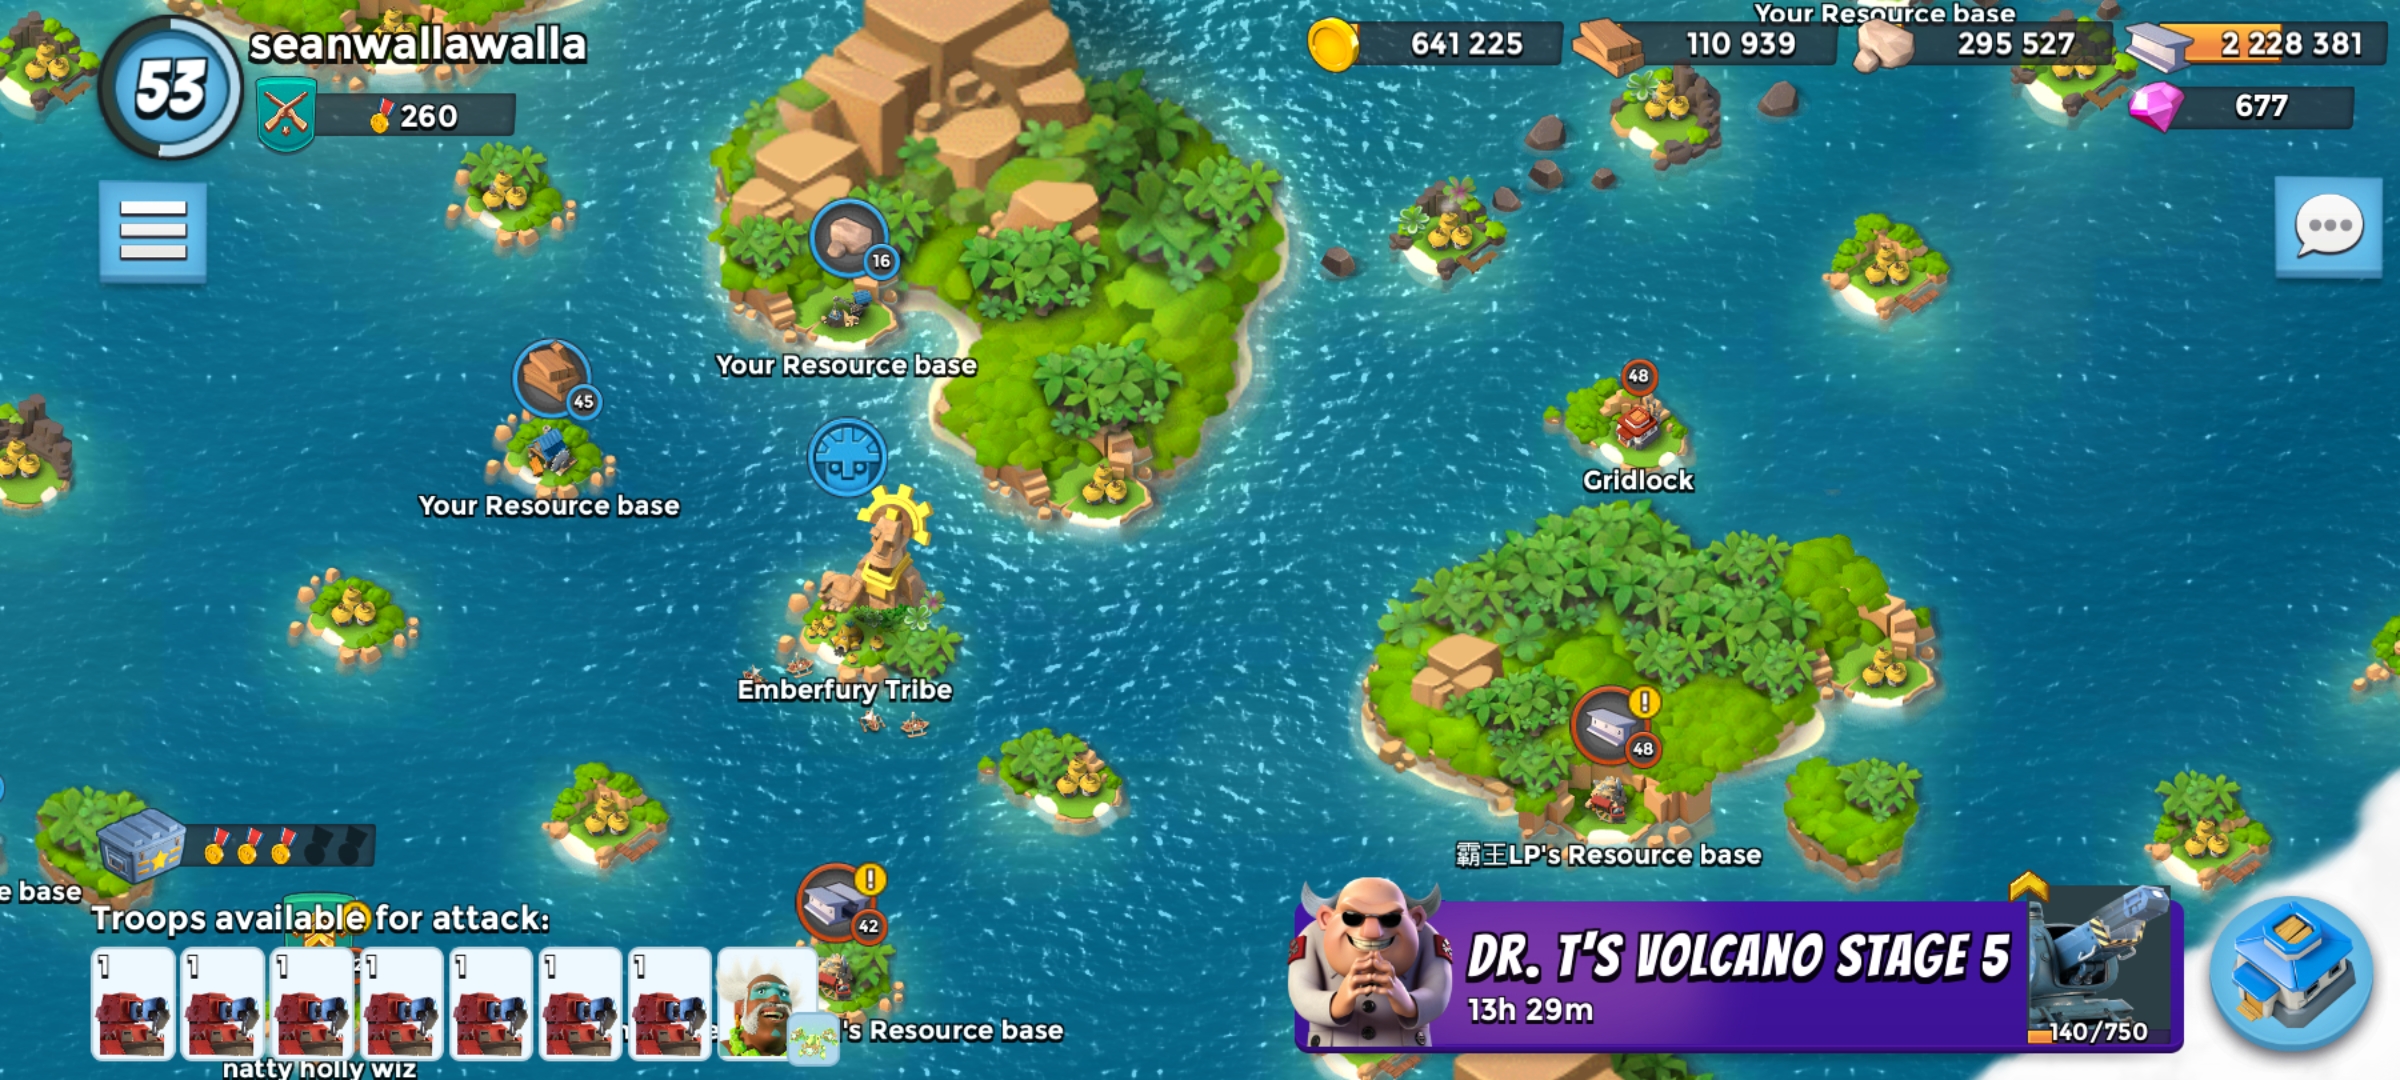 Your Resource base
53
seanwallawalla
260
641 225
110 939
295 527
2 228 381
677
16
Your Resource base
45
Your Resource base
48
Gridlock
Emberfury Tribe
!
48
霸王LP's Resource base
e base
!
42
Troops available for attack:
1
1
1
1
1
1
1
's Resource base
natty holly wiz
DR. T'S VOLCANO STAGE 5
13h 29m
140/750